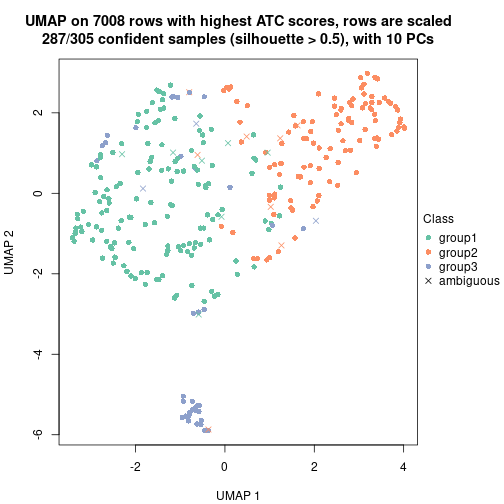 UMAP on 7008 rows with highest ATC scores, rows are scaled
287/305 confident samples (silhouette > 0.5), with 10 PCs
2
0
-2
-4
-6
UMAP 2
-2
0
2
4
UMAP 1
Class
group1
group2
group3
ambiguous